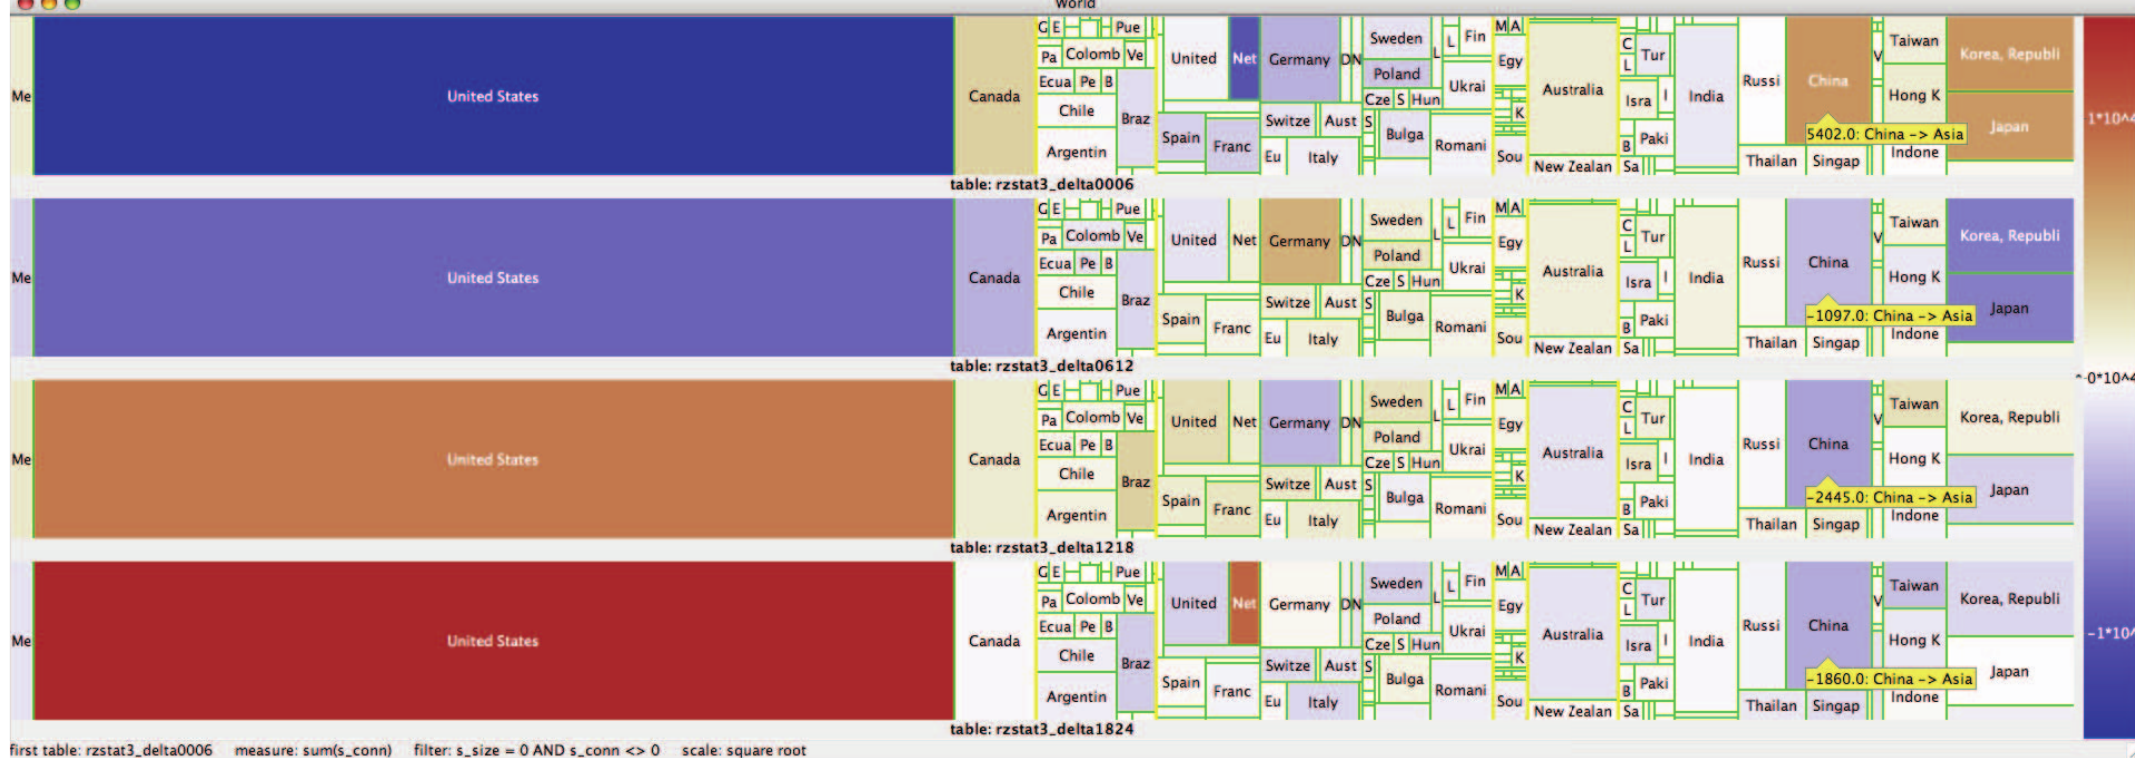 World
G E Pue Sweden L Fin M A C Tur Taiwan Korea, Republi
Pa Colomb Ve United Net Germany DN Poland Egy L Russi China V
Me United States Canada Ecua Pe B Cze S Hun Ukrai K Australia Isra I India Hong K
Chile Braz Switze Aust S Bulga 1*10^4
Argentin Spain Franc Eu Italy Romani Sou B Paki 5402.0: China -> Asia Japan
New Zealan Sa Thailan Singap Indone
table: rzstat3_delta0006
G E Pue Sweden L Fin M A C Tur Taiwan Korea, Republi
Pa Colomb Ve United Net Germany DN Poland Egy L Russi China V
Me United States Canada Ecua Pe B Cze S Hun Ukrai K Australia Isra I India Hong K
Chile Braz Switze Aust S Bulga
Argentin Spain Franc Eu Italy Romani Sou B Paki -1097.0: China -> Asia Japan
New Zealan Sa Thailan Singap Indone
table: rzstat3_delta0612
0*10^4
G E Pue Sweden L Fin M A C Tur Taiwan Korea, Republi
Pa Colomb Ve United Net Germany DN Poland Egy L Russi China V
Me United States Canada Ecua Pe B Cze S Hun Ukrai K Australia Isra I India Hong K
Chile Braz Switze Aust S Bulga
Argentin Spain Franc Eu Italy Romani Sou B Paki -2445.0: China -> Asia Japan
New Zealan Sa Thailan Singap Indone
table: rzstat3_delta1218
G E Pue Sweden L Fin M A C Tur Taiwan Korea, Republi
Pa Colomb Ve United Net Germany DN Poland Egy L Russi China V
Me United States Canada Ecua Pe B Cze S Hun Ukrai K Australia Isra I India Hong K -1*10^
Chile Braz Switze Aust S Bulga
Argentin Spain Franc Eu Italy Romani Sou B Paki -1860.0: China -> Asia Japan
New Zealan Sa Thailan Singap Indone
table: rzstat3_delta1824
first table: rzstat3_delta0006 measure: sum(s_conn) filter: s_size = 0 AND s_conn <> 0 scale: square root